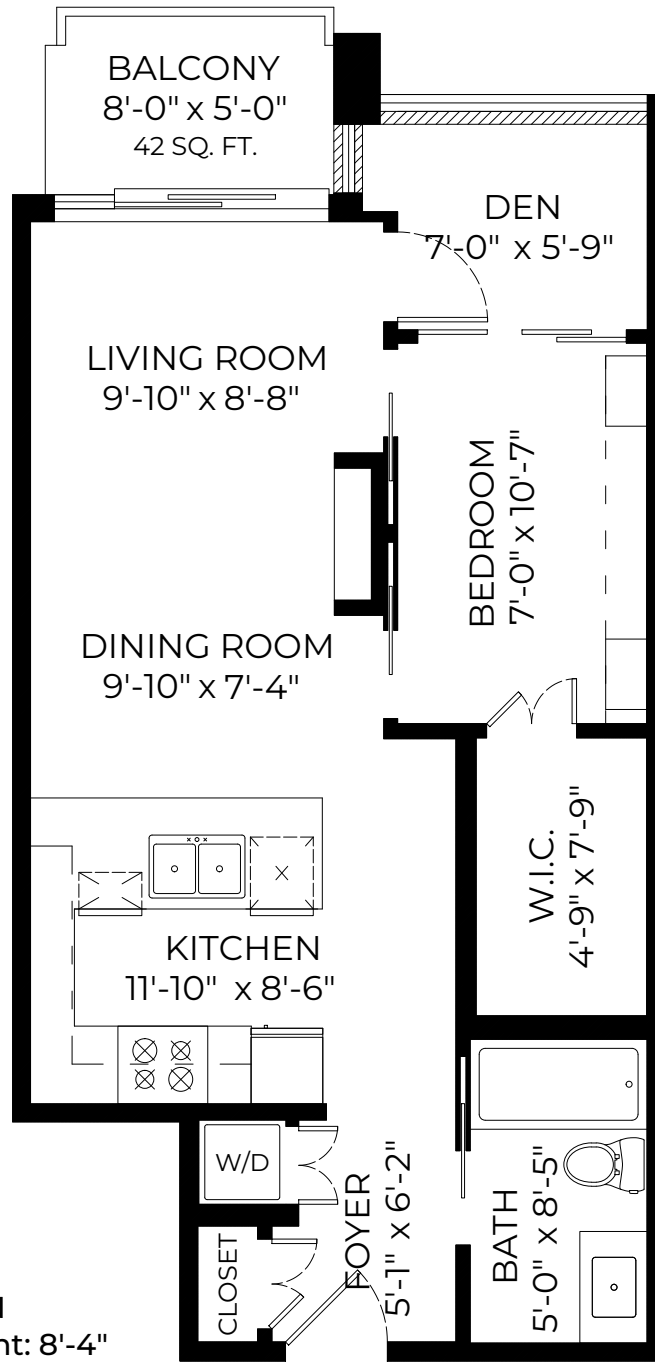 BALCONY
8'-0" x 5'-0"
42 SQ. FT.
DEN
7'-0" x 5'-9"
LIVING ROOM
9'-10" x 8'-8"
BEDROOM
7'-0" x 10'-7"
DINING ROOM
9'-10" x 7'-4"
W.I.C.
4'-9" x 7'-9"
KITCHEN
11'-10" x 8'-6"
W/D
FOYER
5'-1" x 6'-2"
BATH
5'-0" x 8'-5"
CLOSET
8'-4"